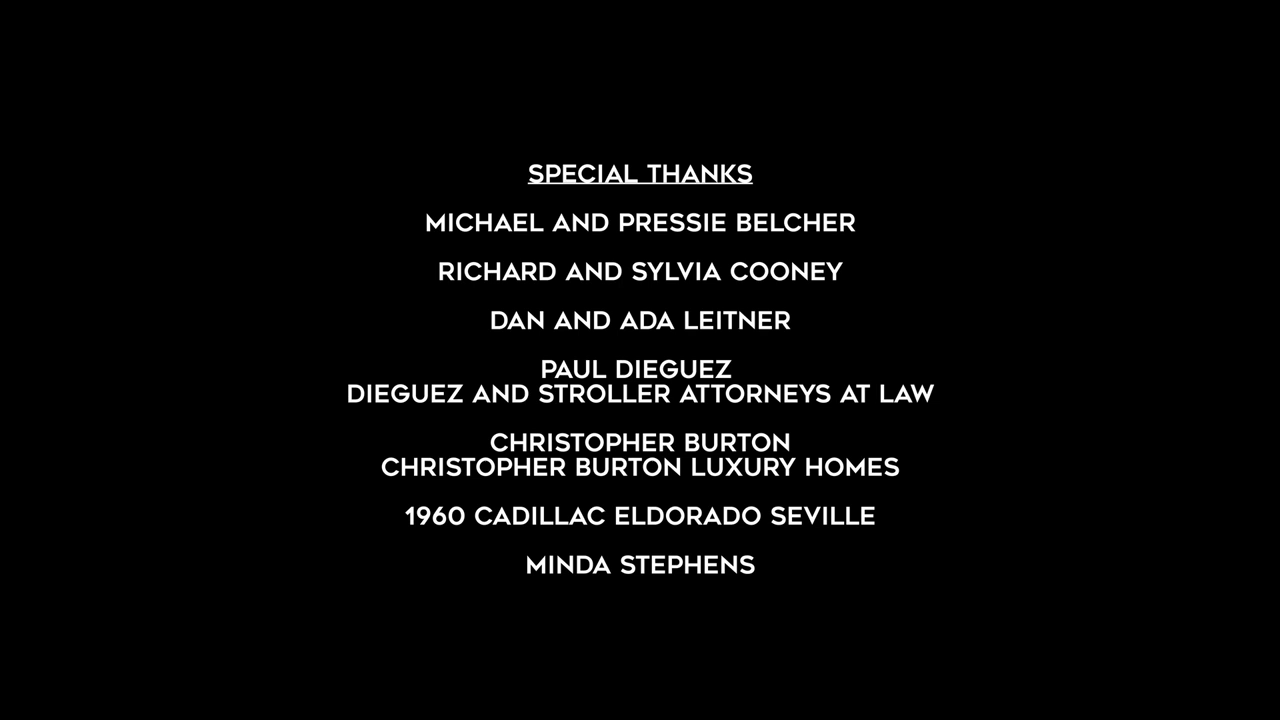 SPECIAL THANKS
MICHAEL AND PRESSIE BELCHER
RICHARD AND SYLVIA COONEY
DAN AND ADA LEITNER
PAUL DIEGUEZ
DIEGUEZ AND STROLLER ATTORNEYS AT LAW
CHRISTOPHER BURTON
CHRISTOPHER BURTON LUXURY HOMES
1960 CADILLAC ELDORADO SEVILLE
MINDA STEPHENS